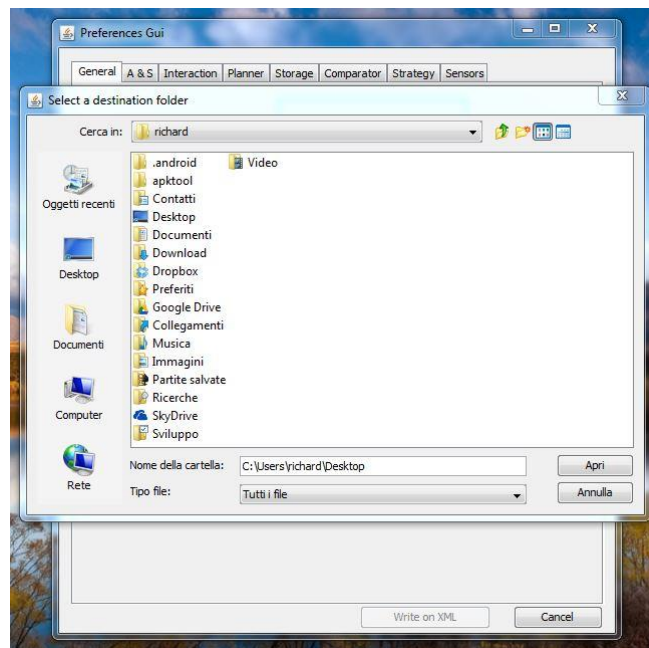 Preferences Gui
General A & S Interaction Planner Storage Comparator Strategy Sensors
Select a destination folder
Cerca in: richard
Oggetti recenti
Desktop
Documenti
Computer
Rete
.android
apktool
Contatti
Desktop
Documenti
Download
Dropbox
Preferiti
Google Drive
Collegamenti
Musica
Immagini
Partite salvate
Ricerche
SkyDrive
Sviluppo
Video
Nome della cartella: C:\Users\richard\Desktop Apri
Tipo file: Tutti i file Annulla
Write on XML Cancel